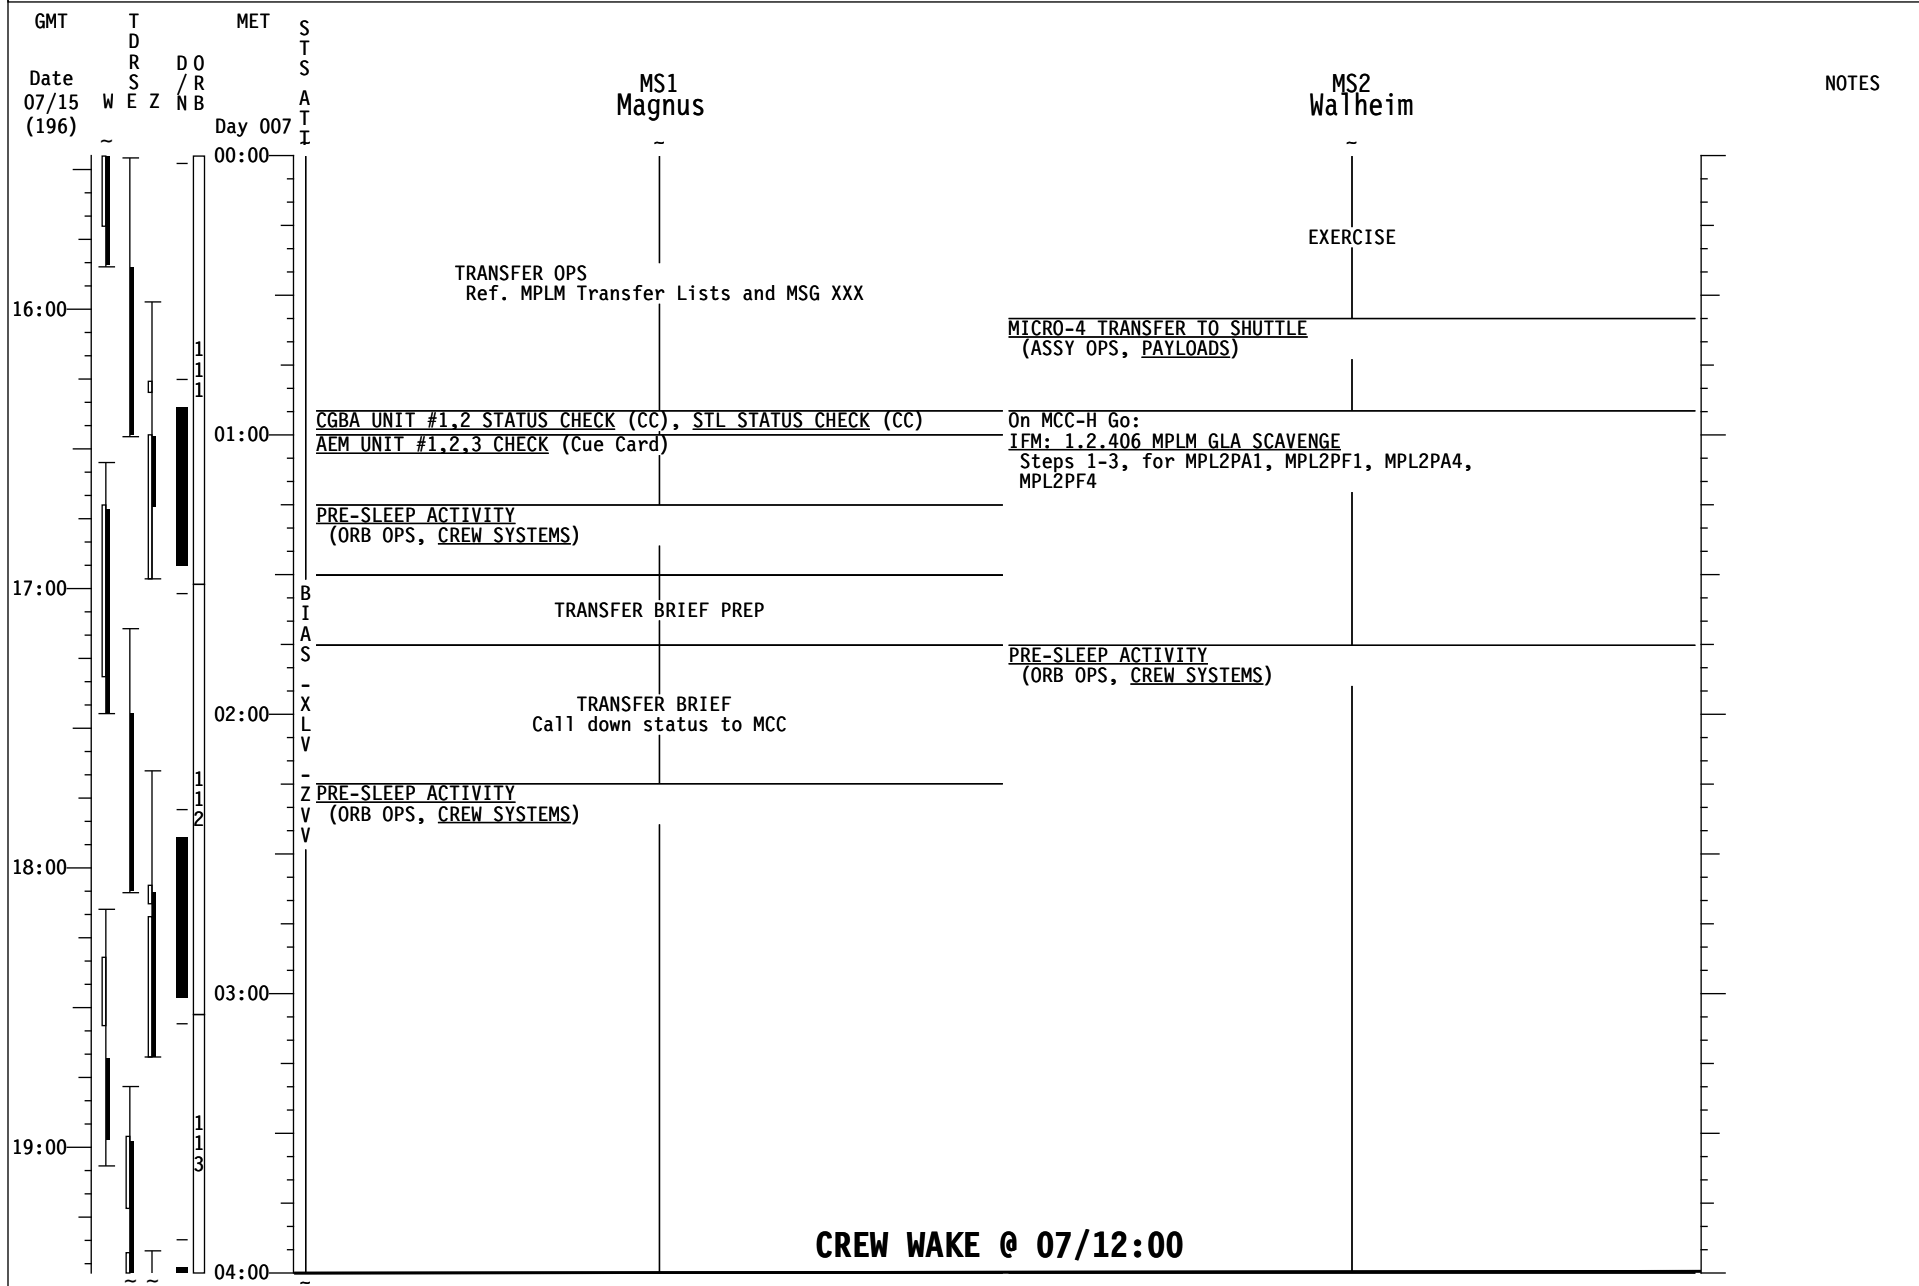 GMT
TDRS
MET
STS ATT
D/N
ORB
Date
07/15
(196)
W E Z
Day 007
MS1
Magnus
MS2
Walheim
NOTES
~
~
~
00:00
EXERCISE
TRANSFER OPS
Ref. MPLM Transfer Lists and MSG XXX
16:00
MICRO-4 TRANSFER TO SHUTTLE
(ASSY OPS, PAYLOADS)
111
CGBA UNIT #1,2 STATUS CHECK (CC), STL STATUS CHECK (CC)
On MCC-H Go:
01:00
AEM UNIT #1,2,3 CHECK (Cue Card)
IFM: 1.2.406 MPLM GLA SCAVENGE
Steps 1-3, for MPL2PA1, MPL2PF1, MPL2PA4,
MPL2PF4
PRE-SLEEP ACTIVITY
(ORB OPS, CREW SYSTEMS)
17:00
BIAS -XLV -ZVV
TRANSFER BRIEF PREP
PRE-SLEEP ACTIVITY
(ORB OPS, CREW SYSTEMS)
02:00
TRANSFER BRIEF
Call down status to MCC
112
PRE-SLEEP ACTIVITY
(ORB OPS, CREW SYSTEMS)
18:00
03:00
113
19:00
CREW WAKE @ 07/12:00
04:00
~ ~
~